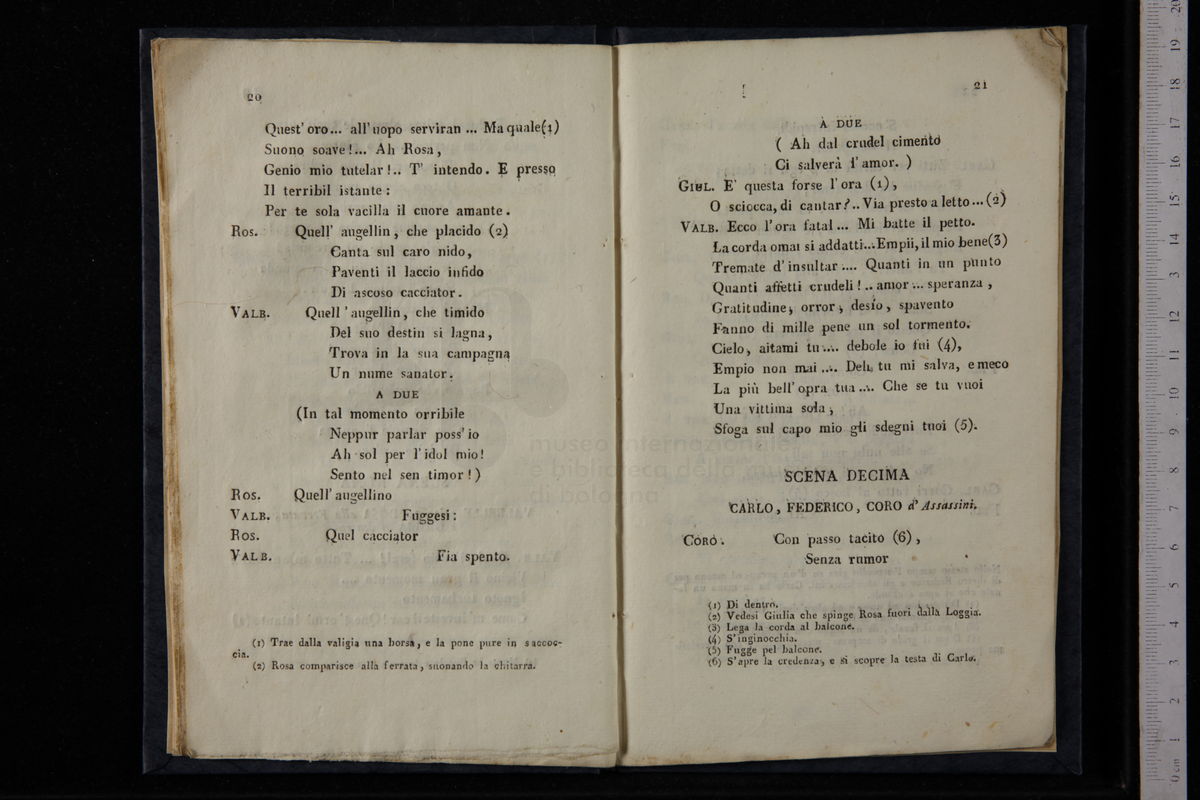 20
Quest' oro... all'uopo serviran ... Ma quale(1)
Suono soave!... Ah Rosa,
Genio mio tutelar!.. T' intendo. E presso
Il terribil istante:
Per te sola vacilla il cuore amante.
Ros. Quell' augellin, che placido (2)
Canta sul caro nido,
Paventi il laccio infido
Di ascoso cacciator.
VALB. Quell'augellin, che timido
Del suo destin si lagna,
Trova in la sua campagna
Un nume sanator.
A DUE
(In tal momento orribile
Neppur parlar poss'io
Ah sol per l'idol mio!
Sento nel sen timor!)
Ros. Quell'augellino
VALB. Fuggesi:
Ros. Quel cacciator
VALB. Fia spento.
(1) Trae dalla valigia una borsa, e la pone pure in saccoc-
cia.
(2) Rosa comparisce alla ferrata, suonando la chitarra.
21
A DUE
( Ah dal crudel cimento
Ci salverà l'amor. )
GIUL. E' questa forse l'ora (1),
O sciocca, di cantar?.. Via presto a letto... (2)
VALB. Ecco l'ora fatal... Mi batte il petto.
La corda omai si addatti...Empii, il mio bene(3)
Tremate d'insultar.... Quanti in un punto
Quanti affetti crudeli!.. amor... speranza,
Gratitudine, orror, desío, spavento
Fanno di mille pene un sol tormento.
Cielo, aitami tu.... debole io fui (4),
Empio non mai.... Deh, tu mi salva, e meco
La più bell'opra tua... Che se tu vuoi
Una vittima sola,
Sfoga sul capo mio gli sdegni tuoi (5).
SCENA DECIMA
CARLO, FEDERICO, CORO d'Assassini.
CORO. Con passo tacito (6),
Senza rumor
(1) Di dentro.
(2) Vedesi Giulia che spinge Rosa fuori dalla Loggia.
(3) Lega la corda al balcone.
(4) S'inginocchia.
(5) Fugge pel balcone.
(6) S'apre la credenza, e si scopre la testa di Carlo.
museo internazionale
biblioteca della mu
di bologna